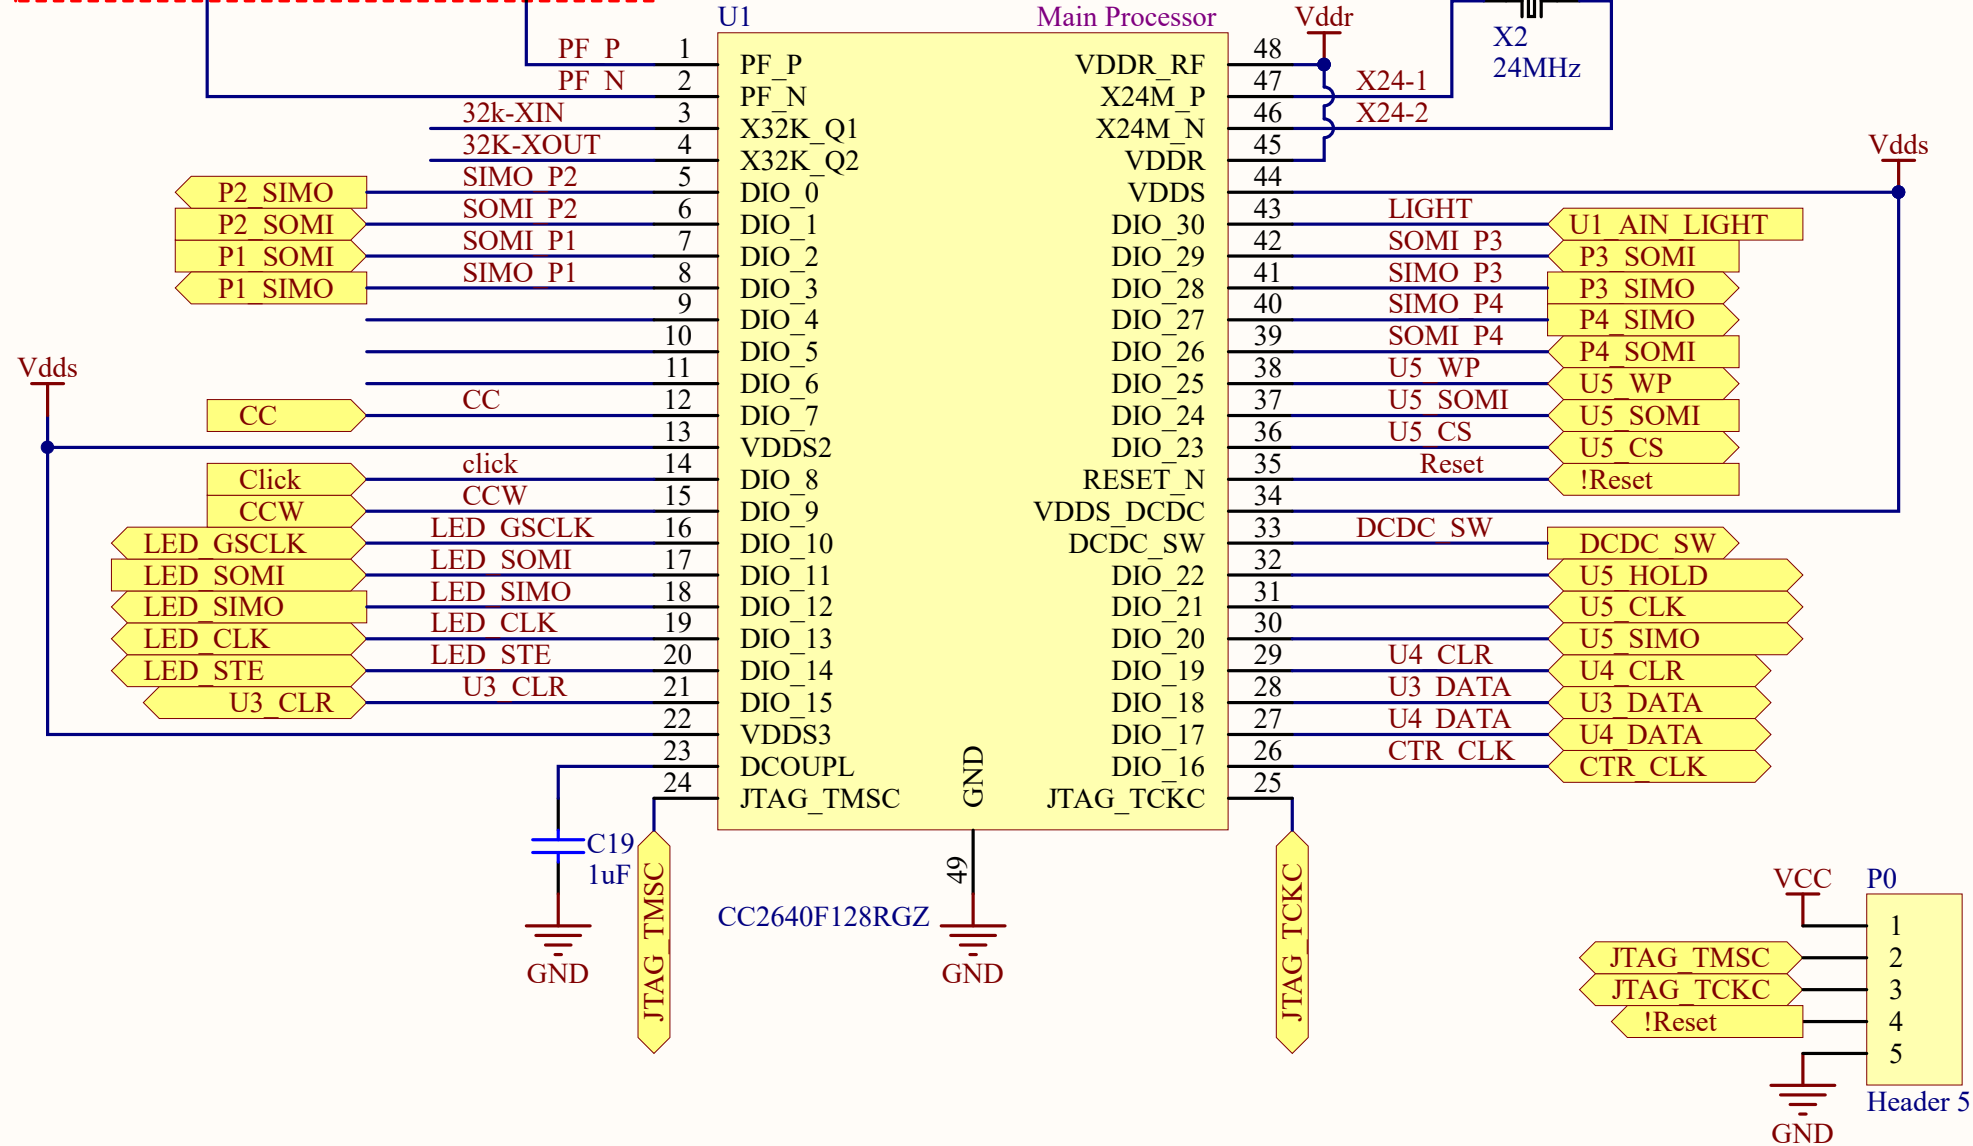 U1
Main Processor
Vddr
X2
24MHz
PF_P 1 PF_P
PF_N 2 PF_N
32k-XIN 3 X32K_Q1
32K-XOUT 4 X32K_Q2
P2_SIMO SIMO_P2 5 DIO_0
P2_SOMI SOMI_P2 6 DIO_1
P1_SOMI SOMI_P1 7 DIO_2
P1_SIMO SIMO_P1 8 DIO_3
9 DIO_4
10 DIO_5
11 DIO_6
Vdds
CC CC 12 DIO_7
13 VDDS2
Click click 14 DIO_8
CCW CCW 15 DIO_9
LED_GSCLK LED_GSCLK 16 DIO_10
LED_SOMI LED_SOMI 17 DIO_11
LED_SIMO LED_SIMO 18 DIO_12
LED_CLK LED_CLK 19 DIO_13
LED_STE LED_STE 20 DIO_14
U3_CLR U3_CLR 21 DIO_15
22 VDDS3
23 DCOUPL
24 JTAG_TMSC
VDDR_RF 48
X24M_P 47 X24-1
X24M_N 46 X24-2
VDDR 45
Vdds
VDDS 44
DIO_30 43 LIGHT U1_AIN_LIGHT
DIO_29 42 SOMI_P3 P3_SOMI
DIO_28 41 SIMO_P3 P3_SIMO
DIO_27 40 SIMO_P4 P4_SIMO
DIO_26 39 SOMI_P4 P4_SOMI
DIO_25 38 U5_WP U5_WP
DIO_24 37 U5_SOMI U5_SOMI
DIO_23 36 U5_CS U5_CS
RESET_N 35 Reset !Reset
VDDS_DCDC 34
DCDC_SW 33 DCDC_SW DCDC_SW
DIO_22 32 U5_HOLD
DIO_21 31 U5_CLK
DIO_20 30 U5_SIMO
DIO_19 29 U4_CLR U4_CLR
DIO_18 28 U3_DATA U3_DATA
DIO_17 27 U4_DATA U4_DATA
DIO_16 26 CTR_CLK CTR_CLK
JTAG_TCKC 25
GND
49
C19
1uF
GND
JTAG_TMSC
CC2640F128RGZ
GND
JTAG_TCKC
VCC
P0
1
JTAG_TMSC 2
JTAG_TCKC 3
!Reset 4
5
Header 5
GND